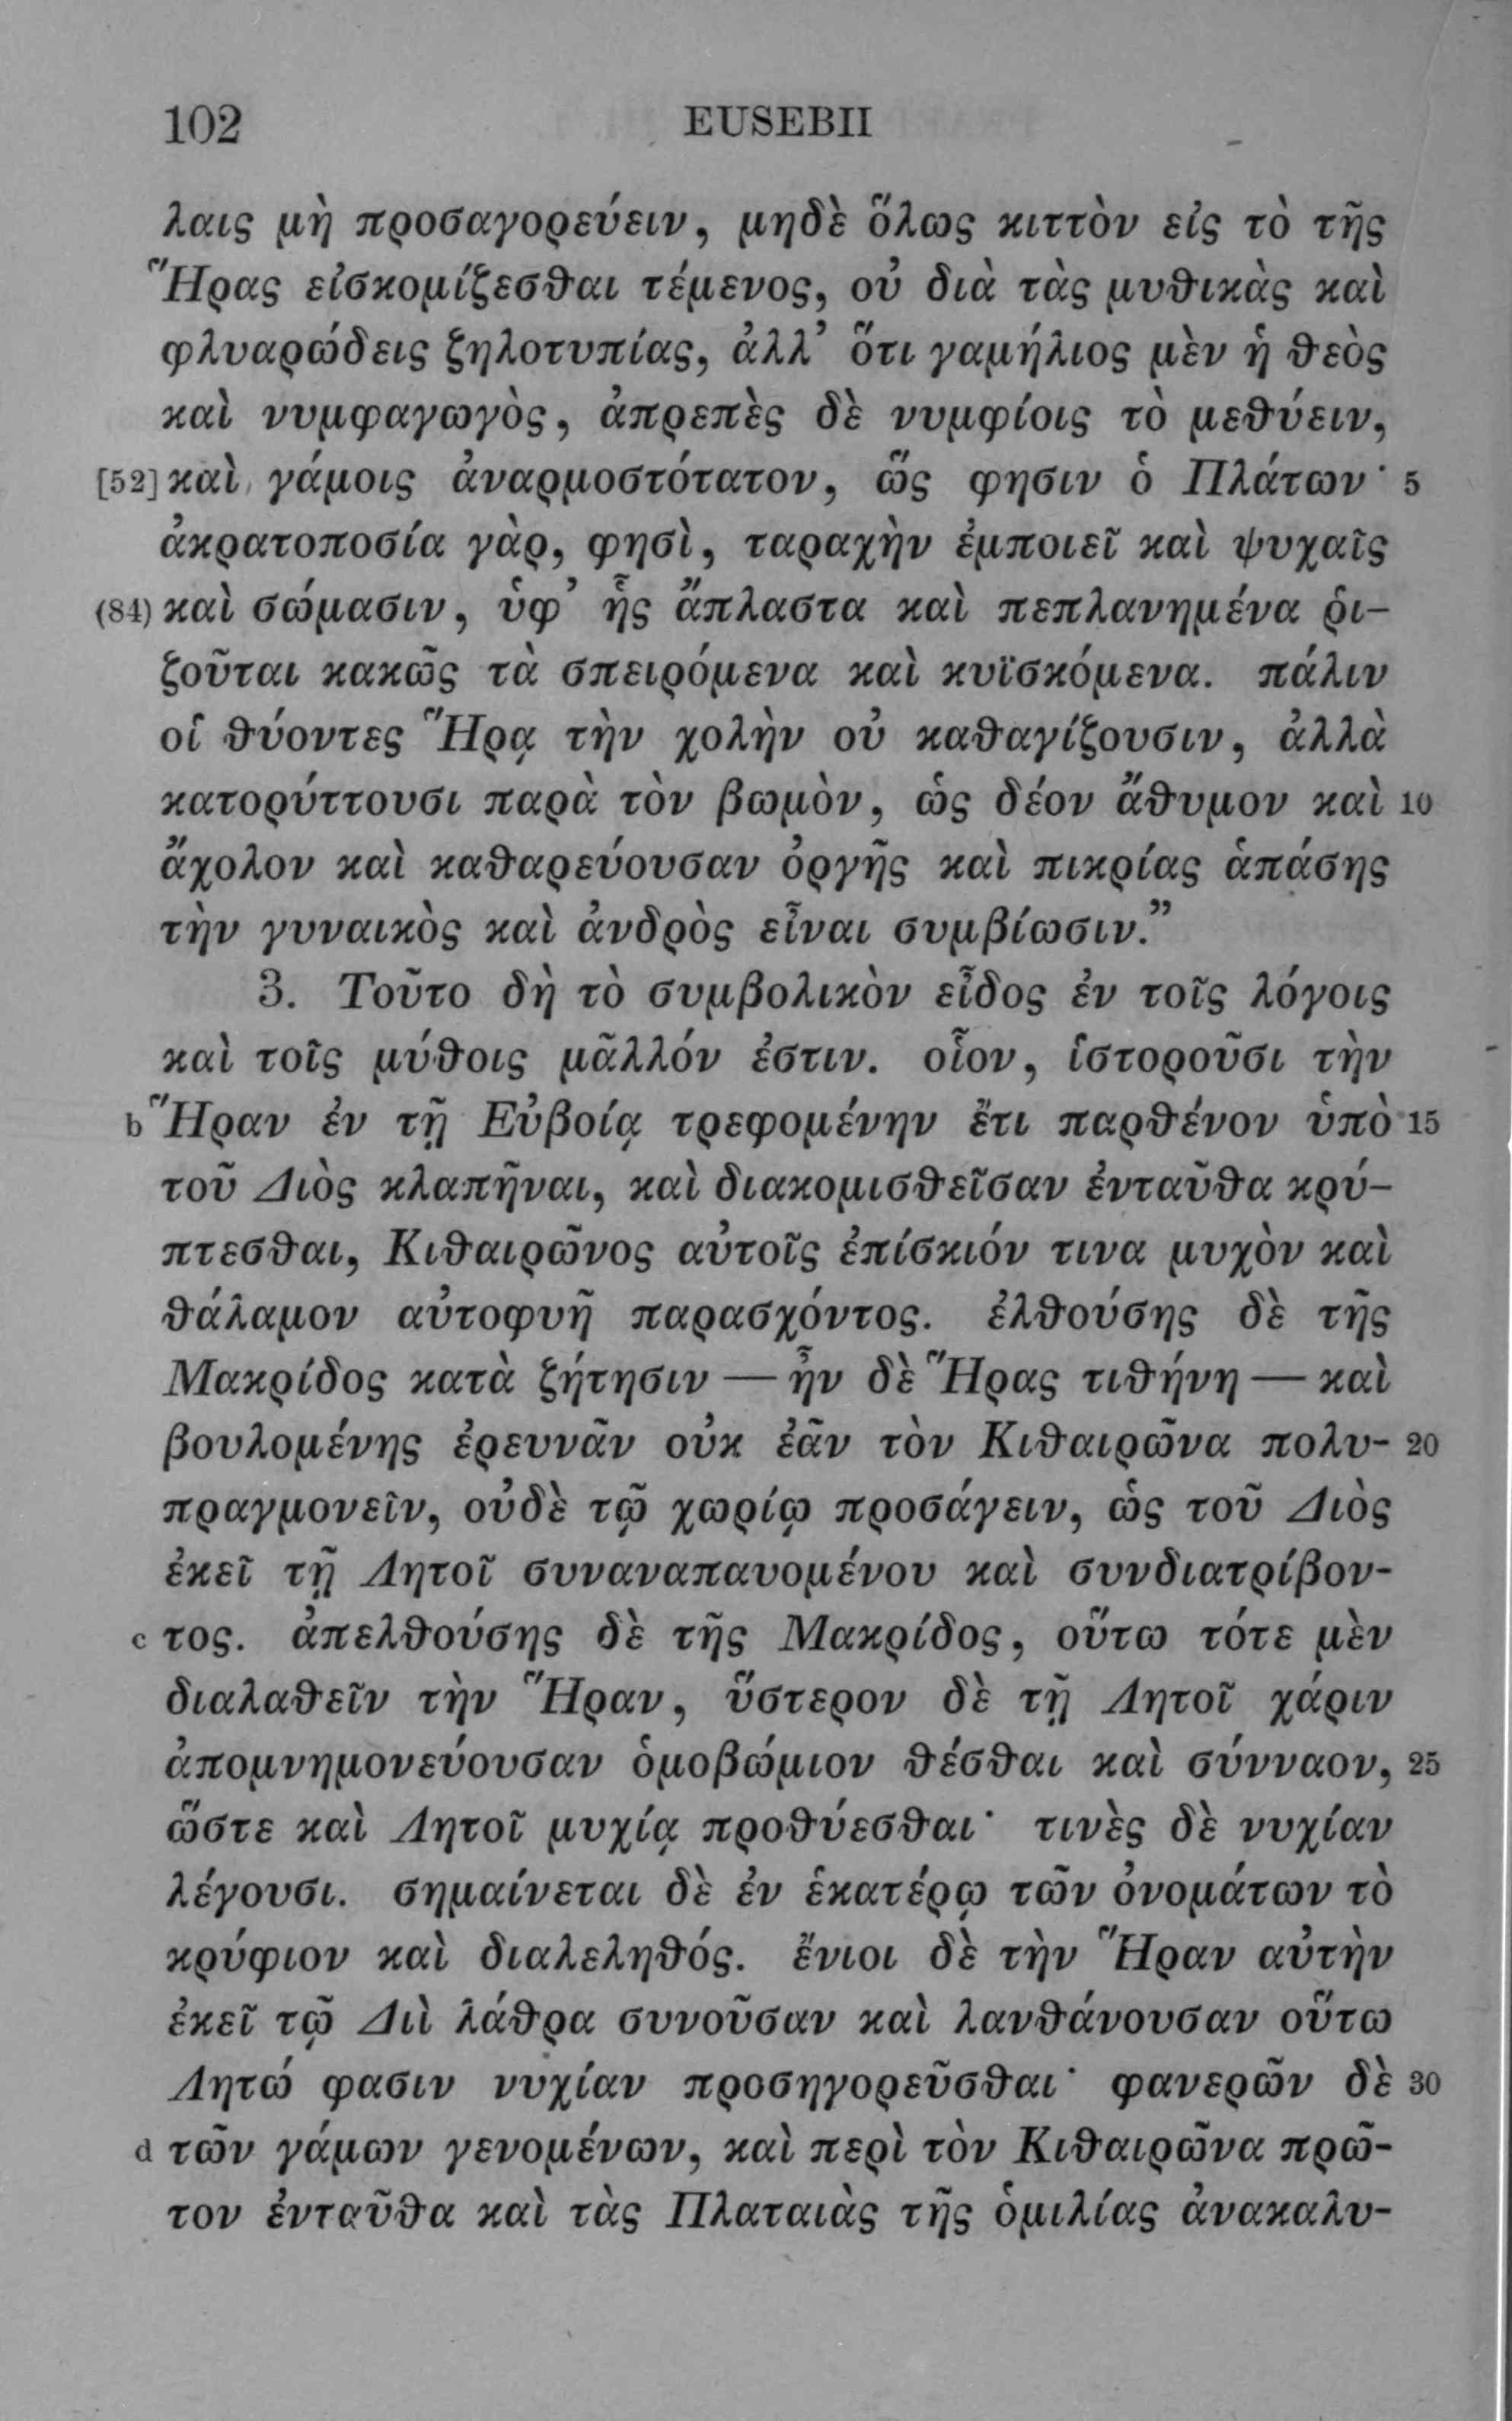 102 EUSEBII
λαις μὴ προσαγορεύειν, μηδὲ ὅλως κιττὸν εἰς τὸ τῆς
Ἥρας εἰσκομίζεσθαι τέμενος, οὐ διὰ τὰς μυθικὰς καὶ
φλυαρώδεις ζηλοτυπίας, ἀλλ’ ὅτι γαμήλιος μὲν ἡ θεὸς
καὶ νυμφαγωγὸς, ἀπρεπὲς δὲ νυμφίοις τὸ μεθύειν,
[52] καὶ γάμοις ἀναρμοστότατον, ὥς φησιν ὁ Πλάτων· 5
ἀκρατοποσία γὰρ, φησὶ, ταραχὴν ἐμποιεῖ καὶ ψυχαῖς
(84) καὶ σώμασιν, ὑφ’ ἧς ἄπλαστα καὶ πεπλανημένα ῥι-
ζοῦται κακῶς τὰ σπειρόμενα καὶ κυϊσκόμενα. πάλιν
οἱ θύοντες Ἥρᾳ τὴν χολὴν οὐ καθαγίζουσιν, ἀλλὰ
κατορύττουσι παρὰ τὸν βωμὸν, ὡς δέον ἄθυμον καὶ 10
ἄχολον καὶ καθαρεύουσαν ὀργῆς καὶ πικρίας ἁπάσης
τὴν γυναικὸς καὶ ἀνδρὸς εἶναι συμβίωσιν.”
3. Τοῦτο δὴ τὸ συμβολικὸν εἶδος ἐν τοῖς λόγοις
καὶ τοῖς μύθοις μᾶλλόν ἐστιν. οἷον, ἱστοροῦσι τὴν
b Ἥραν ἐν τῇ Εὐβοίᾳ τρεφομένην ἔτι παρθένον ὑπὸ 15
τοῦ Διὸς κλαπῆναι, καὶ διακομισθεῖσαν ἐνταῦθα κρύ-
πτεσθαι, Κιθαιρῶνος αὐτοῖς ἐπίσκιόν τινα μυχὸν καὶ
θάλαμον αὐτοφυῆ παρασχόντος. ἐλθούσης δὲ τῆς
Μακρίδος κατὰ ζήτησιν — ἦν δὲ Ἥρας τιθήνη — καὶ
βουλομένης ἐρευνᾶν οὐκ ἐᾶν τὸν Κιθαιρῶνα πολυ- 20
πραγμονεῖν, οὐδὲ τῷ χωρίῳ προσάγειν, ὡς τοῦ Διὸς
ἐκεῖ τῇ Λητοῖ συναναπαυομένου καὶ συνδιατρίβον-
c τος. ἀπελθούσης δὲ τῆς Μακρίδος, οὕτω τότε μὲν
διαλαθεῖν τὴν Ἥραν, ὕστερον δὲ τῇ Λητοῖ χάριν
ἀπομνημονεύουσαν ὁμοβώμιον θέσθαι καὶ σύνναον, 25
ὥστε καὶ Λητοῖ μυχίᾳ προθύεσθαι· τινὲς δὲ νυχίαν
λέγουσι. σημαίνεται δὲ ἐν ἑκατέρῳ τῶν ὀνομάτων τὸ
κρύφιον καὶ διαλεληθός. ἔνιοι δὲ τὴν Ἥραν αὐτὴν
ἐκεῖ τῷ Διῒ λάθρα συνοῦσαν καὶ λανθάνουσαν οὕτω
Λητώ φασιν νυχίαν προσηγορεῦσθαι· φανερῶν δὲ 30
d τῶν γάμων γενομένων, καὶ περὶ τὸν Κιθαιρῶνα πρῶ-
τον ἐνταῦθα καὶ τὰς Πλαταιὰς τῆς ὁμιλίας ἀνακαλυ-